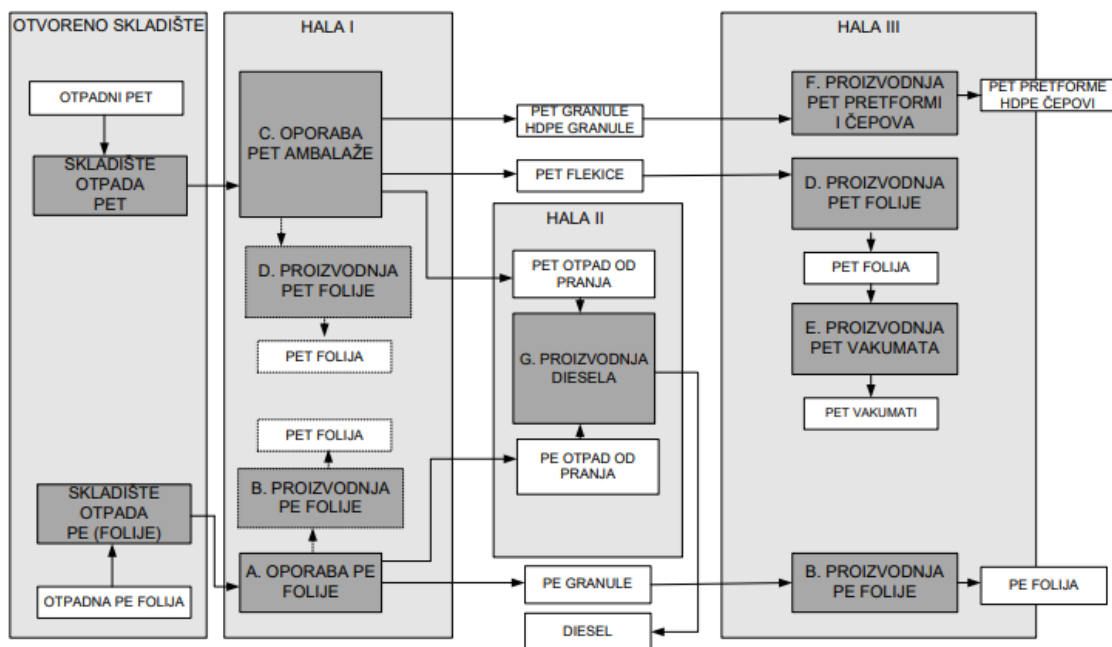 OTVORENO SKLADIŠTE
OTPADNI PET
SKLADIŠTE
OTPADA
PET
SKLADIŠTE
OTPADA
PE (FOLIJE)
OTPADNA PE FOLIJA
HALA I
C. OPORABA
PET AMBALAŽE
D. PROIZVODNJA
PET FOLIJE
PET FOLIJA
PET FOLIJA
B. PROIZVODNJA
PE FOLIJE
A. OPORABA PE
FOLIJE
PET GRANULE
HDPE GRANULE
PET FLEKICE
HALA II
PET OTPAD OD
PRANJA
G. PROIZVODNJA
DIESELA
PE OTPAD OD
PRANJA
PE GRANULE
DIESEL
HALA III
F. PROIZVODNJA
PET PRETFORMI
I ČEPOVA
D. PROIZVODNJA
PET FOLIJE
PET FOLIJA
E. PROIZVODNJA
PET VAKUMATA
PET VAKUMATI
B. PROIZVODNJA
PE FOLIJE
PET PRETFORME
HDPE ČEPOVI
PE FOLIJA